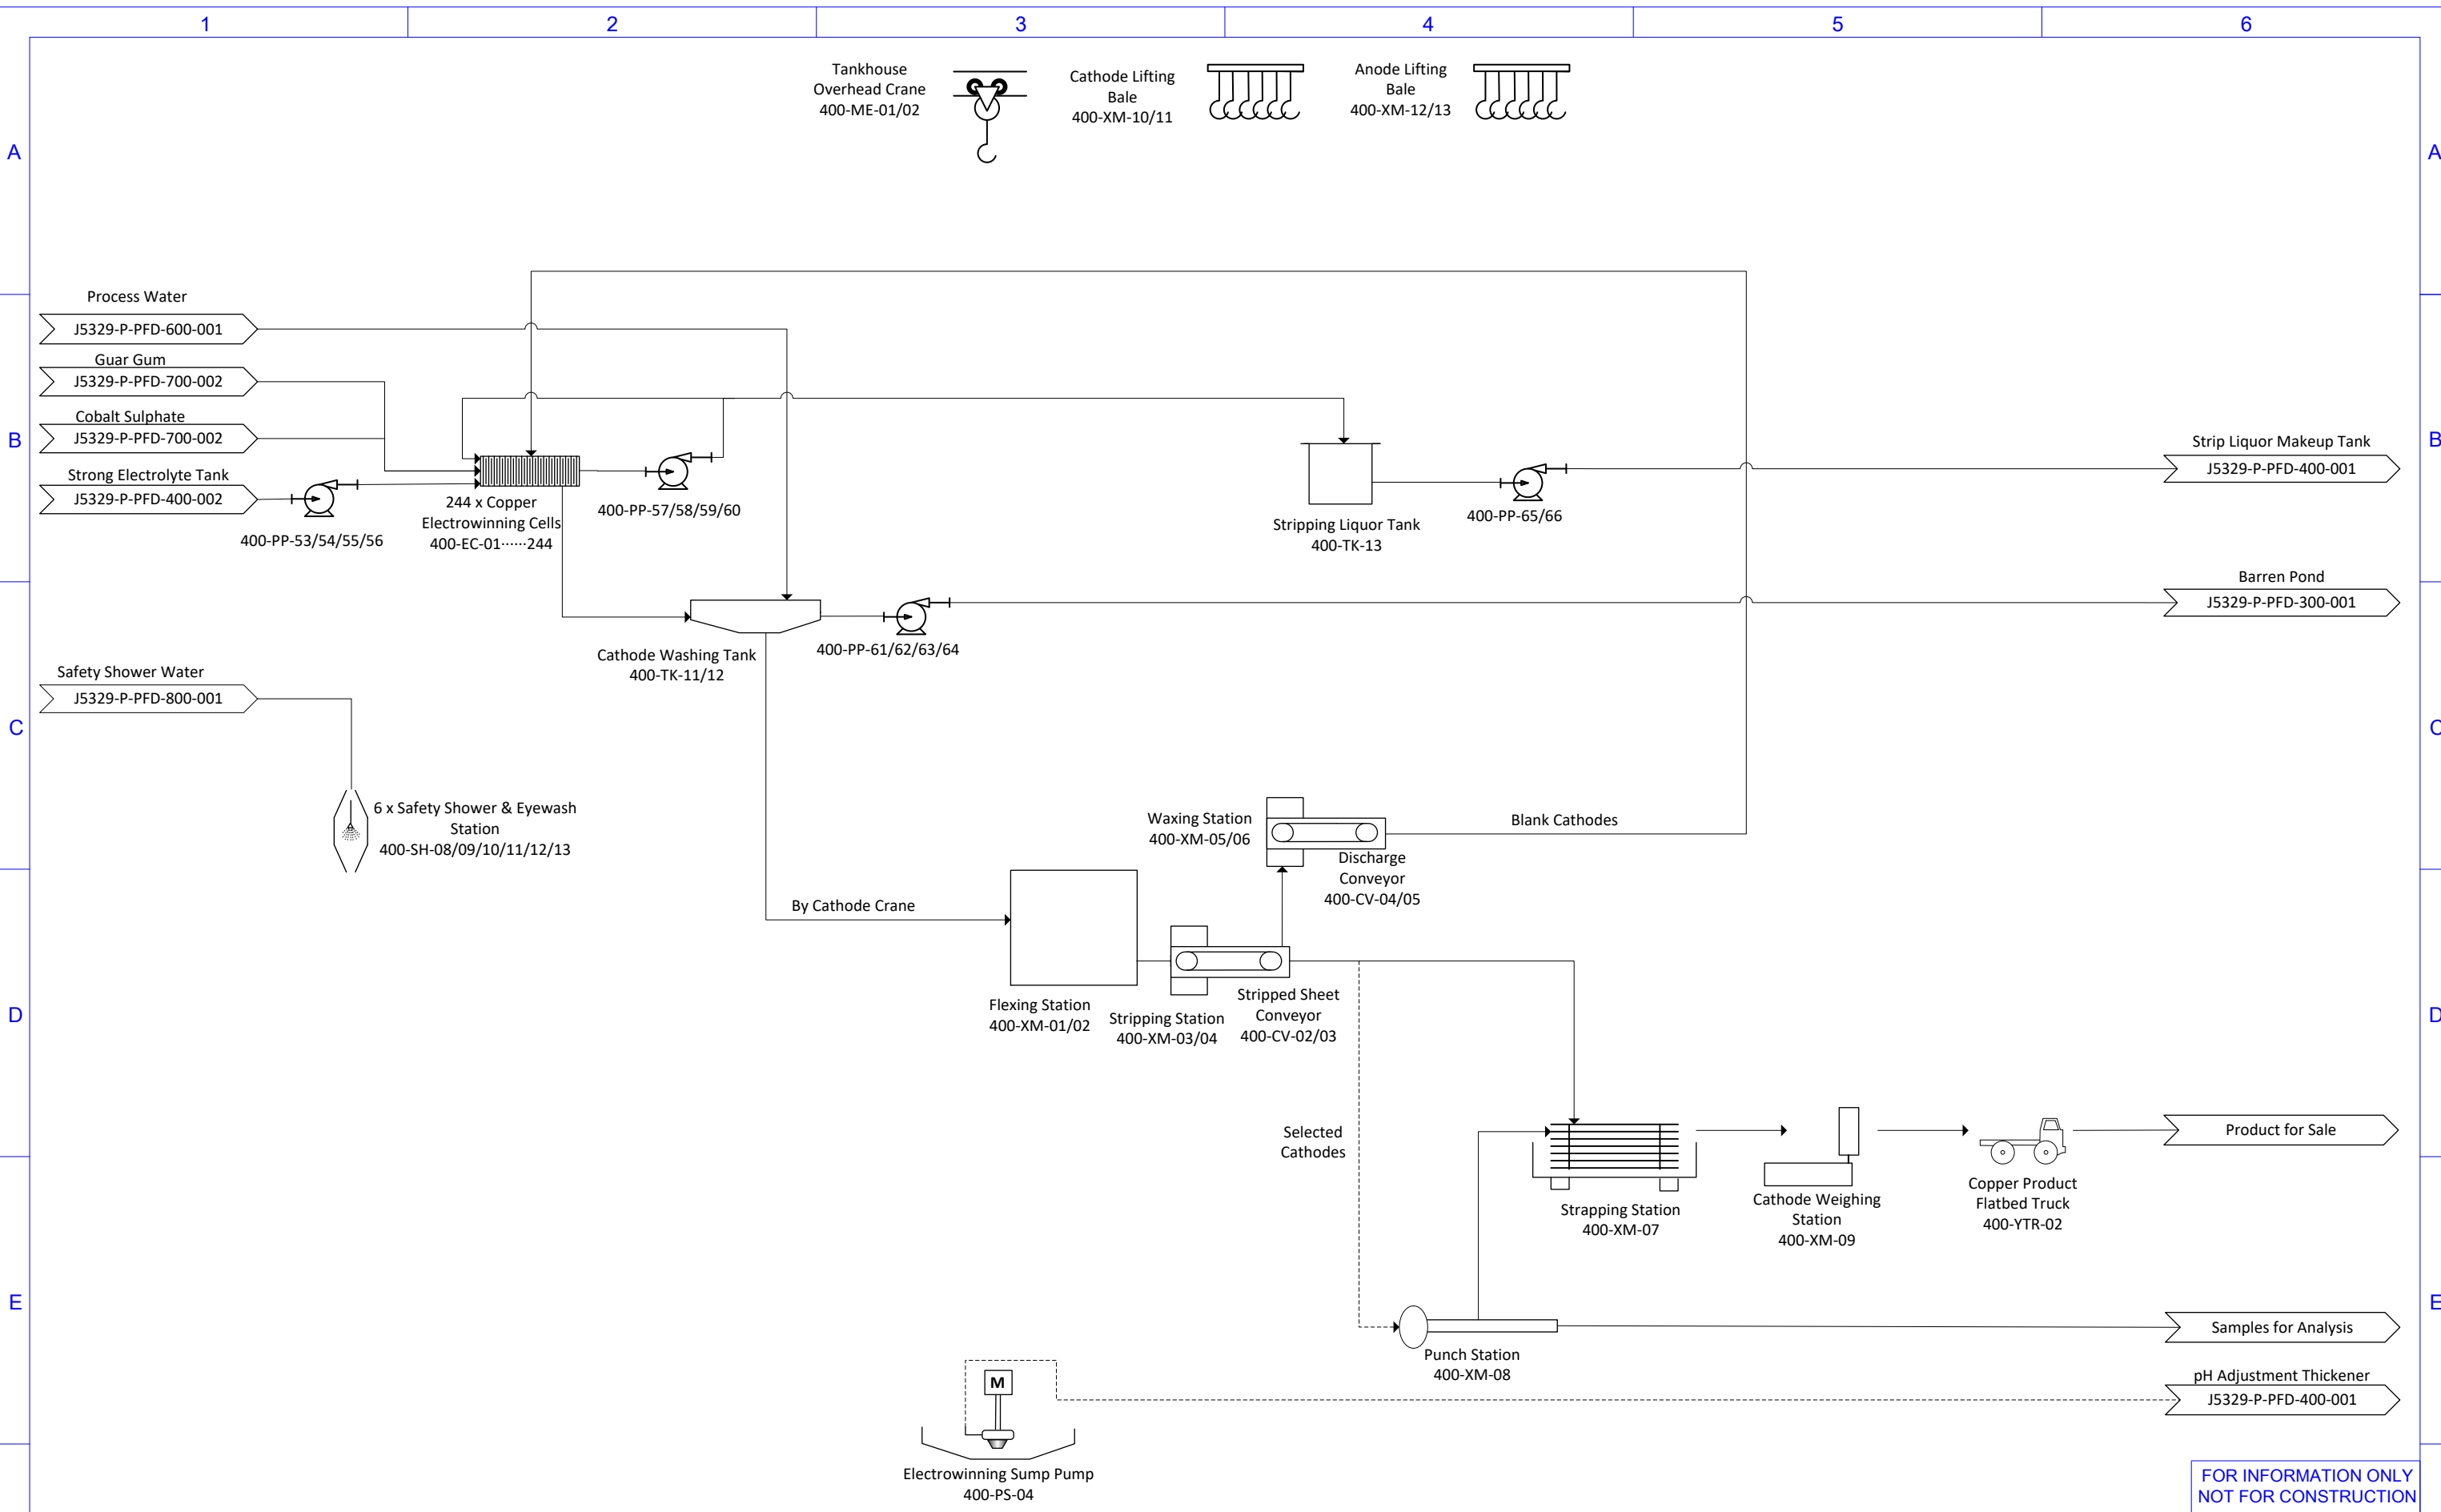 1
2
3
4
5
6
Tankhouse
Overhead Crane
400-ME-01/02
Cathode Lifting
Bale
400-XM-10/11
Anode Lifting
Bale
400-XM-12/13
A
A
Process Water
J5329-P-PFD-600-001
Guar Gum
J5329-P-PFD-700-002
Cobalt Sulphate
J5329-P-PFD-700-002
B
B
Strong Electrolyte Tank
J5329-P-PFD-400-002
400-PP-53/54/55/56
244 x Copper
Electrowinning Cells
400-EC-01······244
400-PP-57/58/59/60
Stripping Liquor Tank
400-TK-13
400-PP-65/66
Strip Liquor Makeup Tank
J5329-P-PFD-400-001
Barren Pond
J5329-P-PFD-300-001
Cathode Washing Tank
400-TK-11/12
400-PP-61/62/63/64
Safety Shower Water
J5329-P-PFD-800-001
C
C
6 x Safety Shower & Eyewash
Station
400-SH-08/09/10/11/12/13
Waxing Station
400-XM-05/06
Blank Cathodes
Discharge
Conveyor
400-CV-04/05
By Cathode Crane
Flexing Station
400-XM-01/02
Stripping Station
400-XM-03/04
Stripped Sheet
Conveyor
400-CV-02/03
D
D
Selected
Cathodes
Product for Sale
Strapping Station
400-XM-07
Cathode Weighing
Station
400-XM-09
Copper Product
Flatbed Truck
400-YTR-02
E
E
Samples for Analysis
Punch Station
400-XM-08
pH Adjustment Thickener
J5329-P-PFD-400-001
M
Electrowinning Sump Pump
400-PS-04
FOR INFORMATION ONLY
NOT FOR CONSTRUCTION